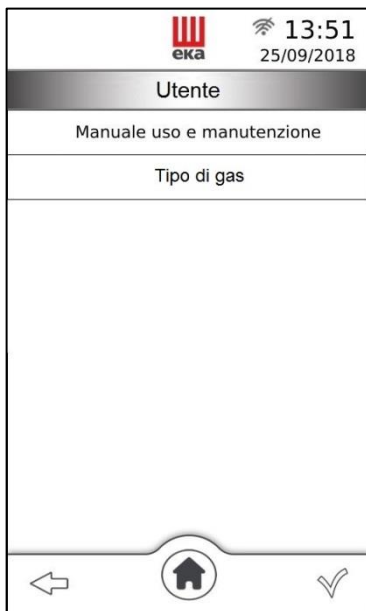 13:51
eka
25/09/2018
Utente
Manuale uso e manutenzione
Tipo di gas